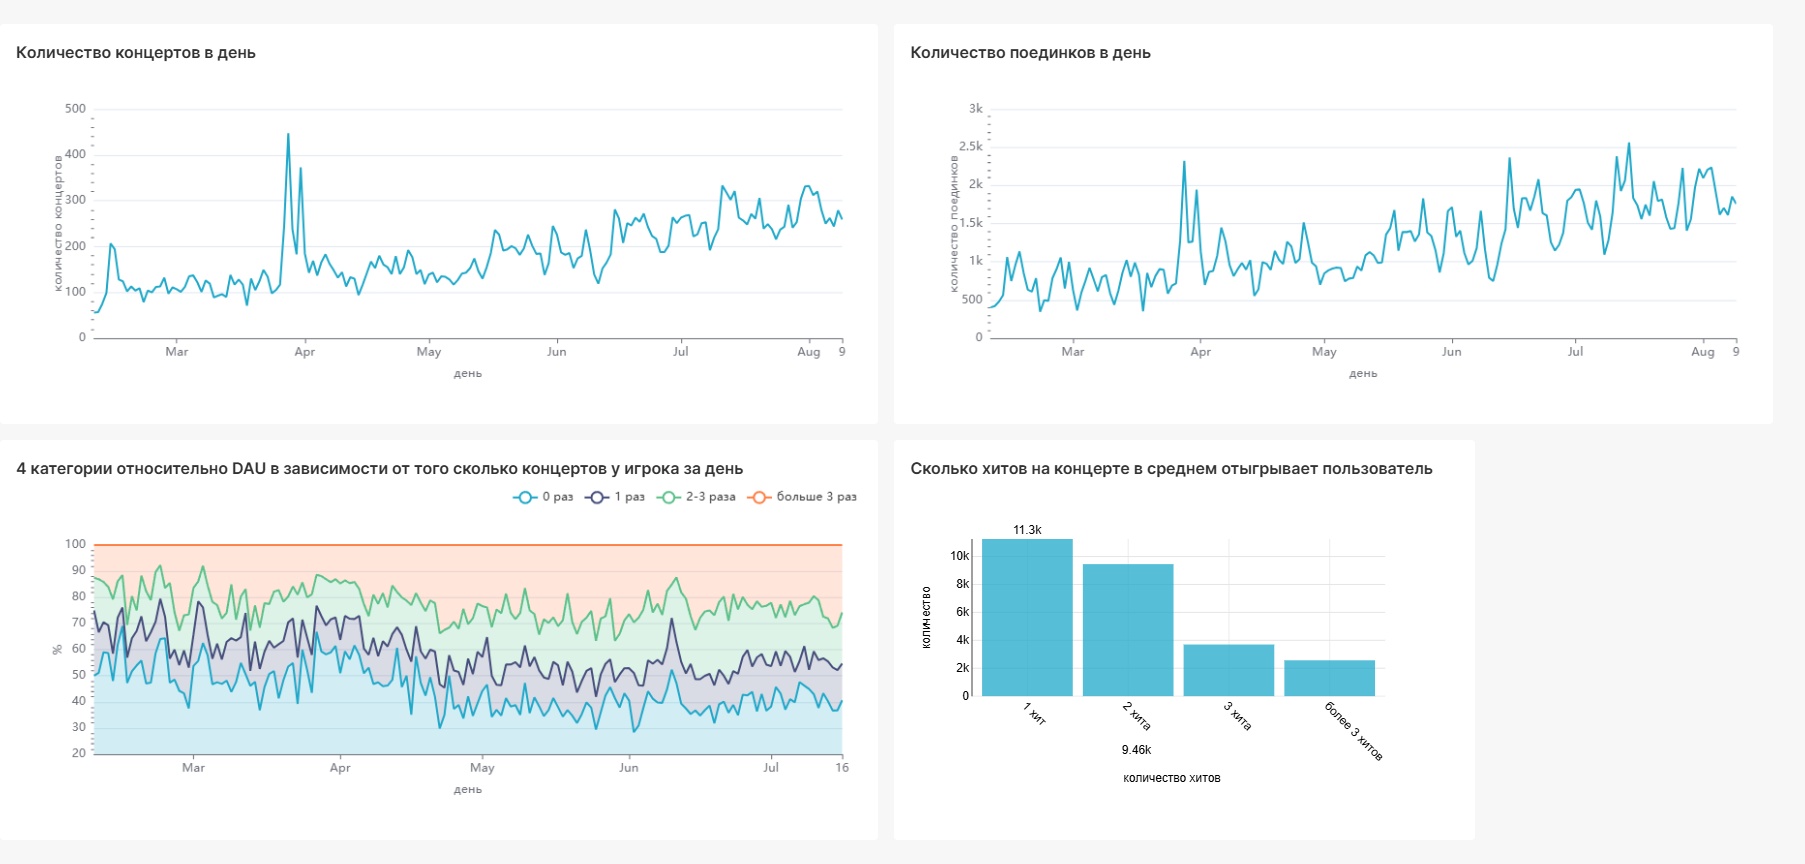 Количество концертов в день
500
400
300
200
100
0
количество концертов
Mar Apr May Jun Jul Aug 9
день
Количество поединков в день
3k
2.5k
2k
1.5k
1k
500
0
количество поединков
Mar Apr May Jun Jul Aug 9
день
4 категории относительно DAU в зависимости от того сколько концертов у игрока за день
0 раз 1 раз 2-3 раза больше 3 раз
100
90
80
70
60
50
40
30
20
%
Mar Apr May Jun Jul 16
день
Сколько хитов на концерте в среднем отыгрывает пользователь
11.3k
10k
8k
6k
4k
2k
0
количество
1 хит 2 хита 3 хита более 3 хитов
9.46k
количество хитов